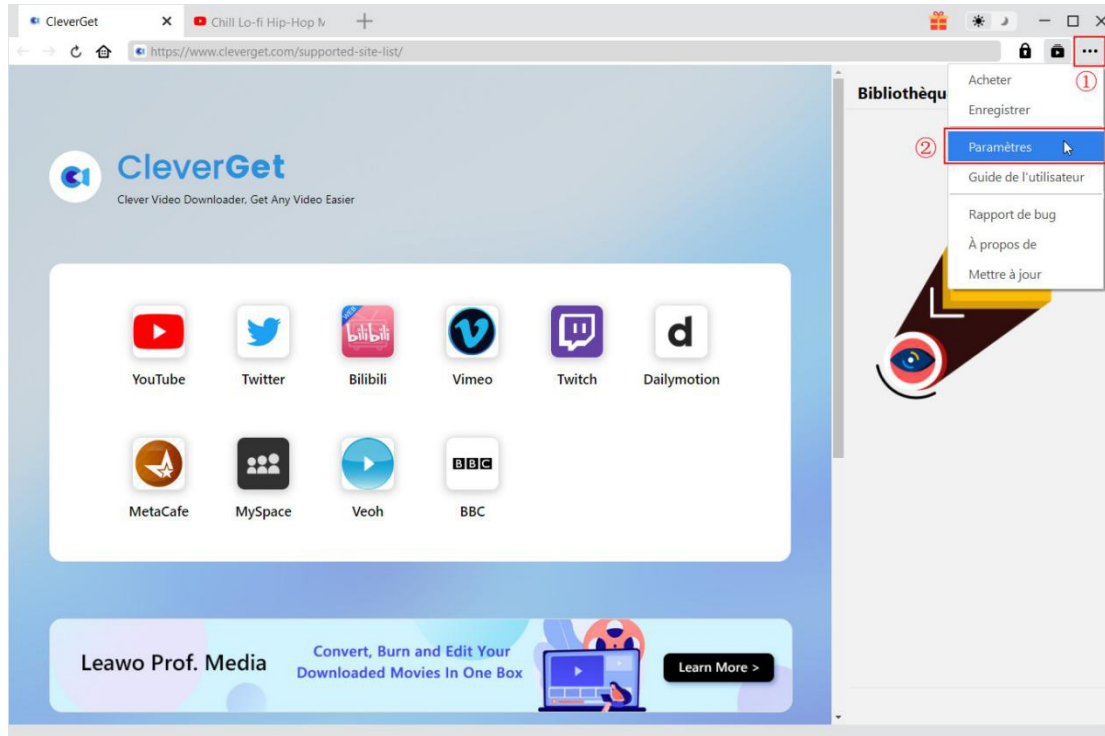 CleverGet
Chill Lo-fi Hip-Hop M
https://www.cleverget.com/supported-site-list/
①
Bibliothèqu
Acheter
Enregistrer
② Paramètres
Guide de l'utilisateur
Rapport de bug
À propos de
Mettre à jour
CleverGet
Clever Video Downloader. Get Any Video Easier
WEB
bilibili
d
YouTube Twitter Bilibili Vimeo Twitch Dailymotion
BBC
MetaCafe MySpace Veoh BBC
Leawo Prof. Media
Convert, Burn and Edit Your
Downloaded Movies In One Box
Learn More >